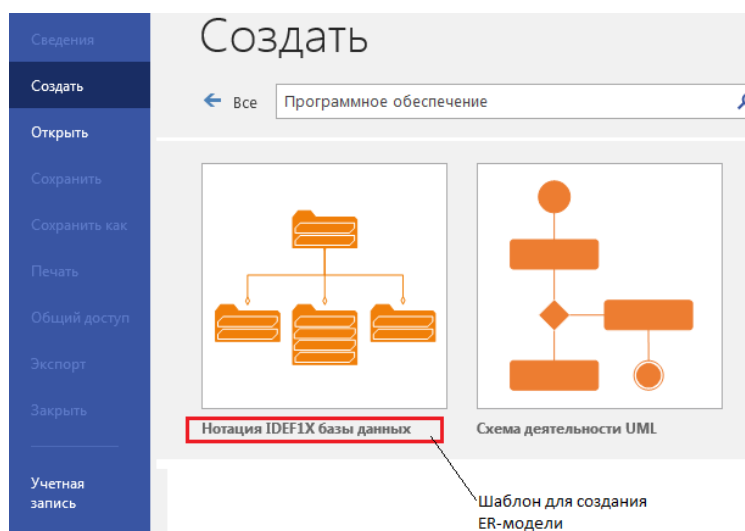 Сведения
Создать
Открыть
Сохранить
Сохранить как
Печать
Общий доступ
Экспорт
Закрыть
Учетная
запись
Создать
Все
Программное обеспечение
Нотация IDEF1X базы данных
Схема деятельности UML
Шаблон для создания
ER-модели